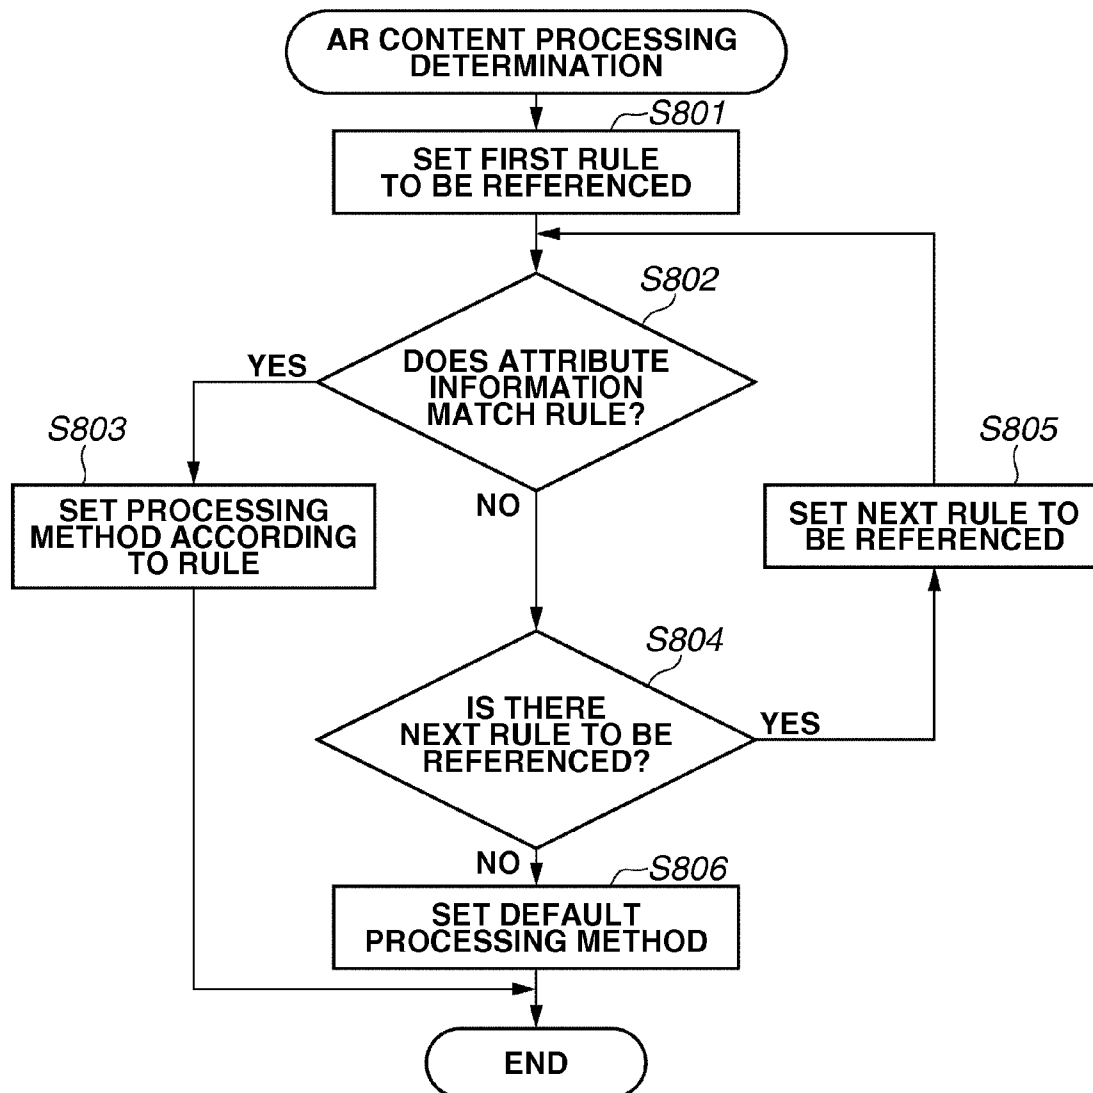 AR CONTENT PROCESSING
DETERMINATION
S801
SET FIRST RULE
TO BE REFERENCED
S802
DOES ATTRIBUTE
INFORMATION
MATCH RULE?
YES
NO
S803
SET PROCESSING
METHOD ACCORDING
TO RULE
S805
SET NEXT RULE TO
BE REFERENCED
S804
IS THERE
NEXT RULE TO BE
REFERENCED?
YES
NO
S806
SET DEFAULT
PROCESSING METHOD
END